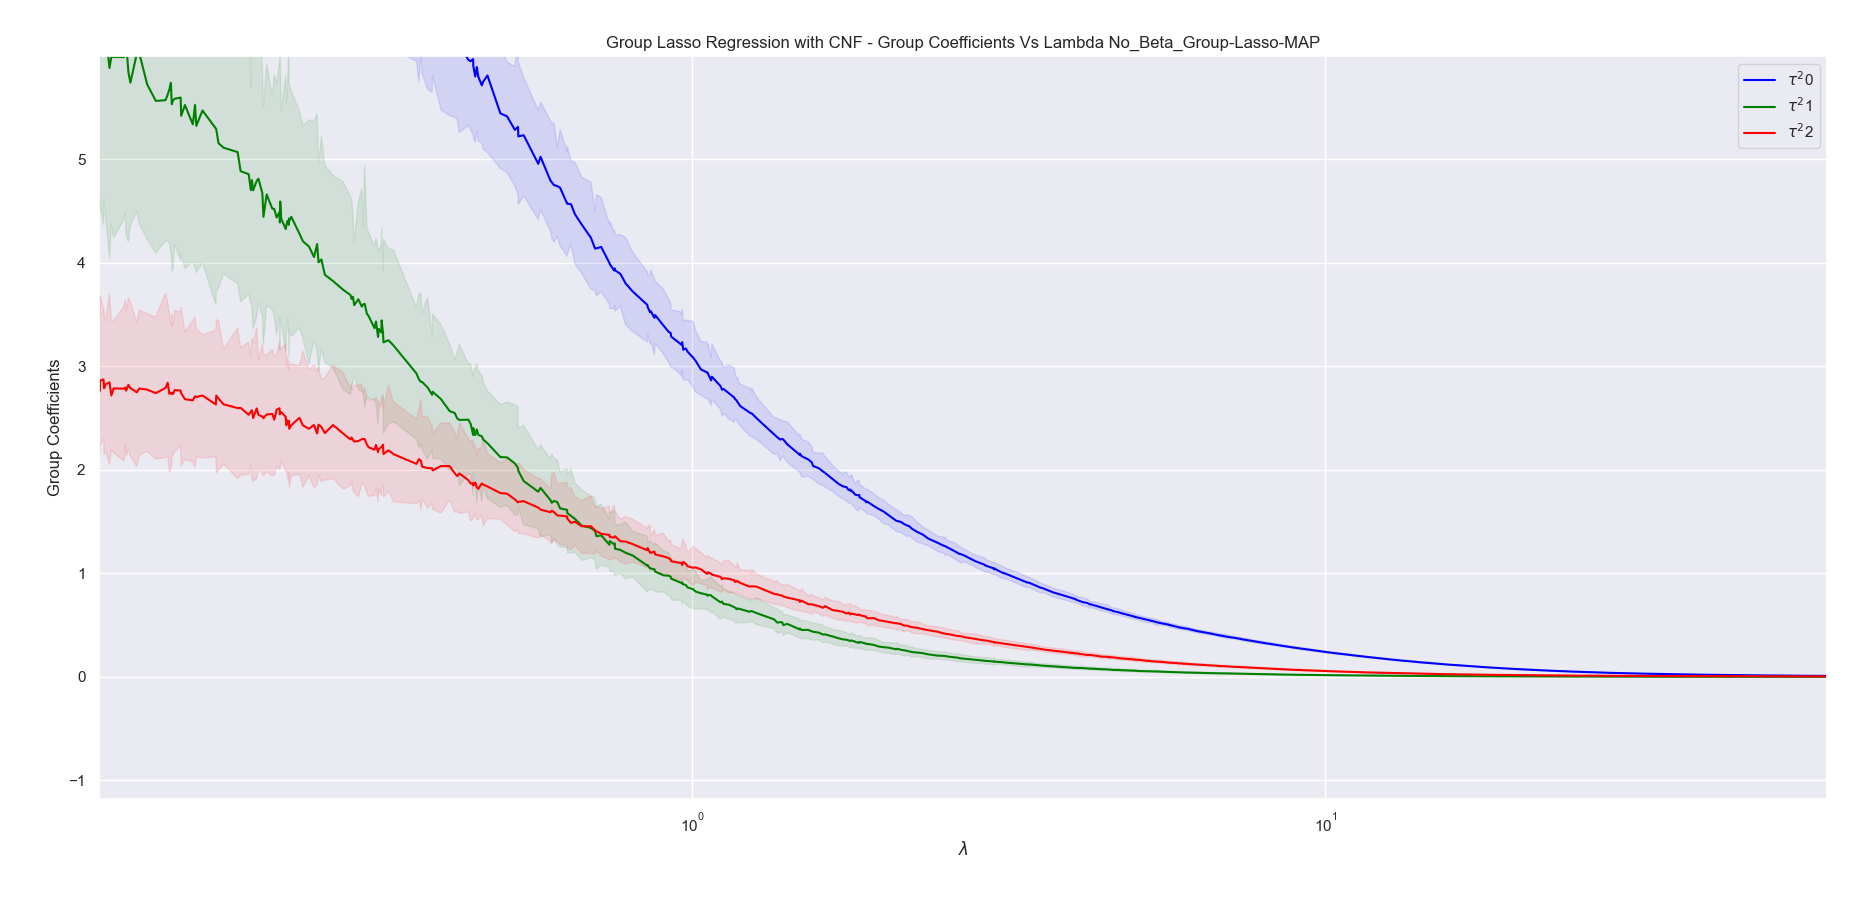 Group Lasso Regression with CNF - Group Coefficients Vs Lambda No_Beta_Group-Lasso-MAP
τ²0
τ²1
τ²2
5
4
3
2
1
0
−1
Group Coefficients
10⁰
10¹
λ